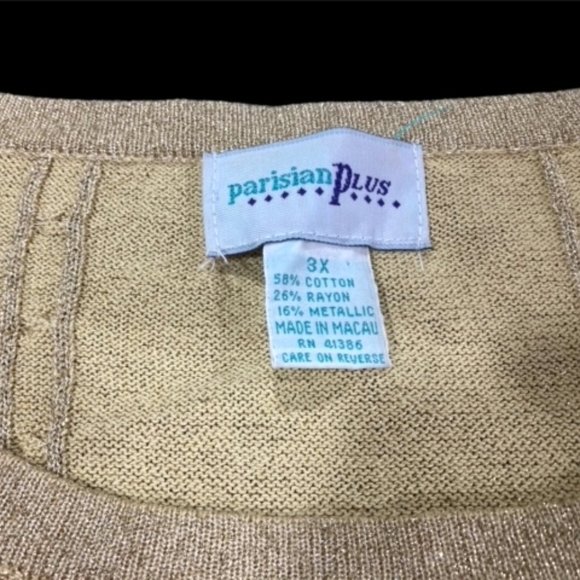 parisian PLUS
3X
58% COTTON
26% RAYON
16% METALLIC
MADE IN MACAU
RN 41386
CARE ON REVERSE